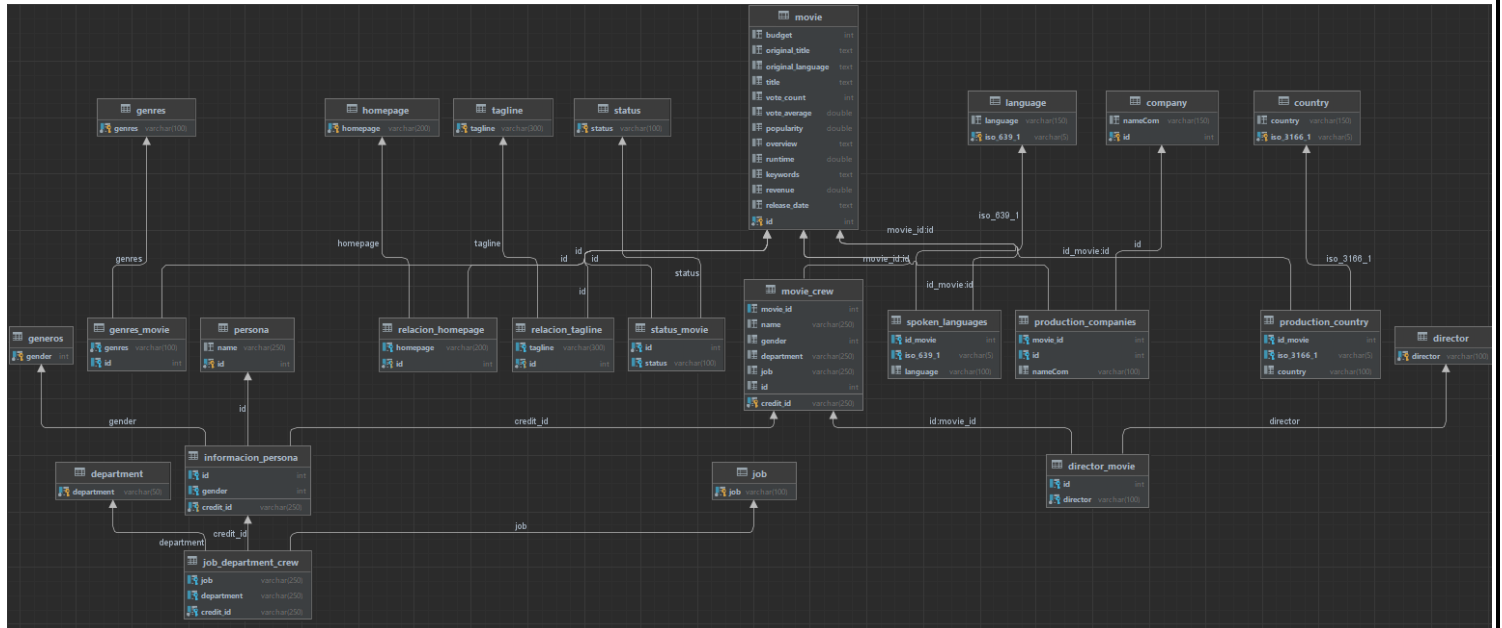 movie
budget int
original_title text
original_language text
title text
vote_count int
vote_average double
popularity double
overview text
runtime double
keywords text
revenue double
release_date text
id int
genres
genres varchar(100)
homepage
homepage varchar(200)
tagline
tagline varchar(300)
status
status varchar(100)
language
language varchar(150)
iso_639_1 varchar(5)
company
nameCom varchar(150)
id int
country
country varchar(150)
iso_3166_1 varchar(5)
iso_639_1
movie_id:id
homepage
tagline
id
id_movie:id
id
genres
id
id
movie_id:id
iso_3166_1
status
id
id_movie:id
movie_crew
movie_id int
name varchar(250)
gender int
department varchar(250)
job varchar(250)
id int
credit_id varchar(250)
generos
gender int
genres_movie
genres varchar(100)
id int
persona
name varchar(250)
id int
relacion_homepage
homepage varchar(200)
id int
relacion_tagline
tagline varchar(300)
id int
status_movie
id int
status varchar(100)
spoken_languages
id_movie int
iso_639_1 varchar(5)
language varchar(100)
production_companies
movie_id int
id int
nameCom varchar(100)
production_country
id_movie int
iso_3166_1 varchar(5)
country varchar(100)
director
director varchar(100)
id
gender
credit_id
id:movie_id
director
informacion_persona
id int
gender int
credit_id varchar(250)
department
department varchar(50)
job
job varchar(100)
director_movie
id int
director varchar(100)
job
credit_id
department
job_department_crew
job varchar(250)
department varchar(250)
credit_id varchar(250)